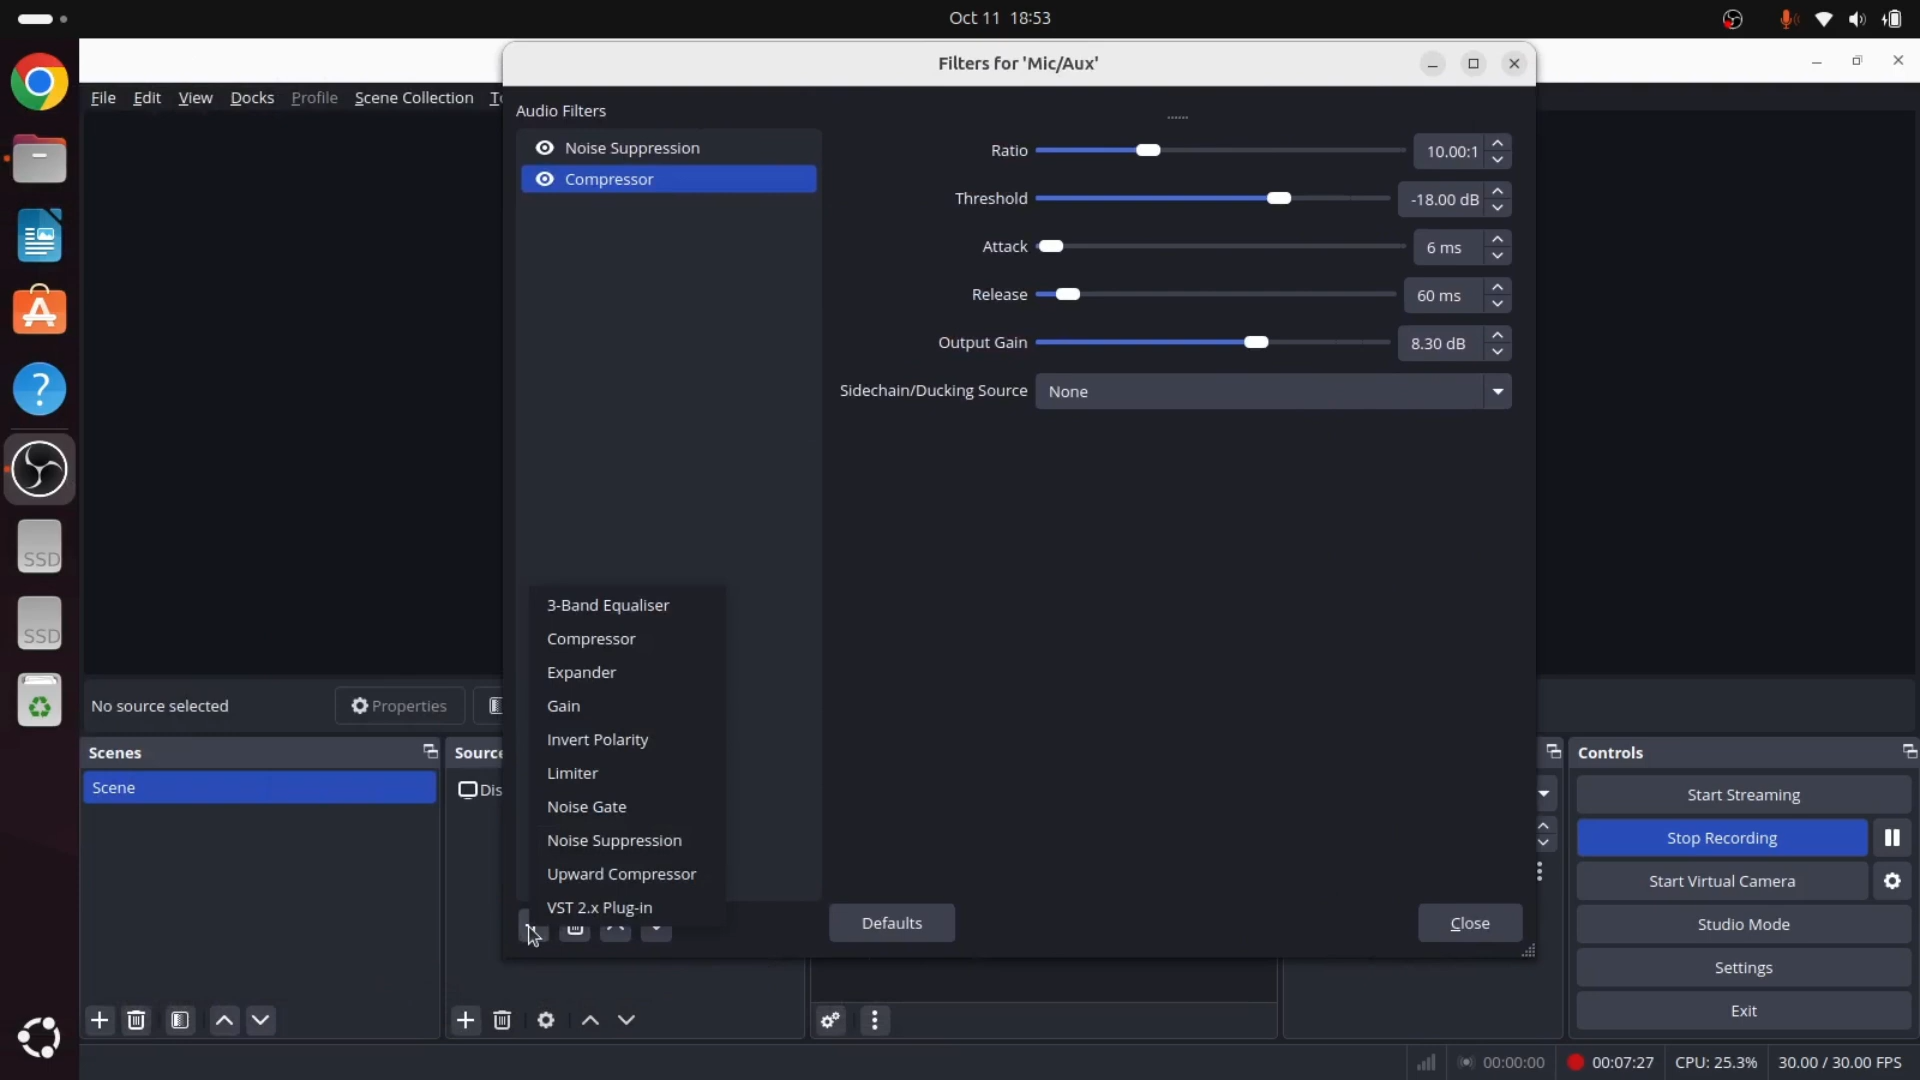 Oct 11 18:53
Filters for 'Mic/Aux'
File Edit View Docks Profile Scene Collection
Audio Filters
Noise Suppression
Compressor
Ratio 10.00:1
Threshold -18.00 dB
Attack 6 ms
Release 60 ms
Output Gain 8.30 dB
Sidechain/Ducking Source None
SSD
SSD
3-Band Equaliser
Compressor
Expander
Gain
Invert Polarity
Limiter
Noise Gate
Noise Suppression
Upward Compressor
VST 2.x Plug-in
Defaults
Close
No source selected
Properties
Scenes
Scene
Controls
Start Streaming
Stop Recording
Start Virtual Camera
Studio Mode
Settings
Exit
00:00:00 00:07:27 CPU: 25.3% 30.00 / 30.00 FPS